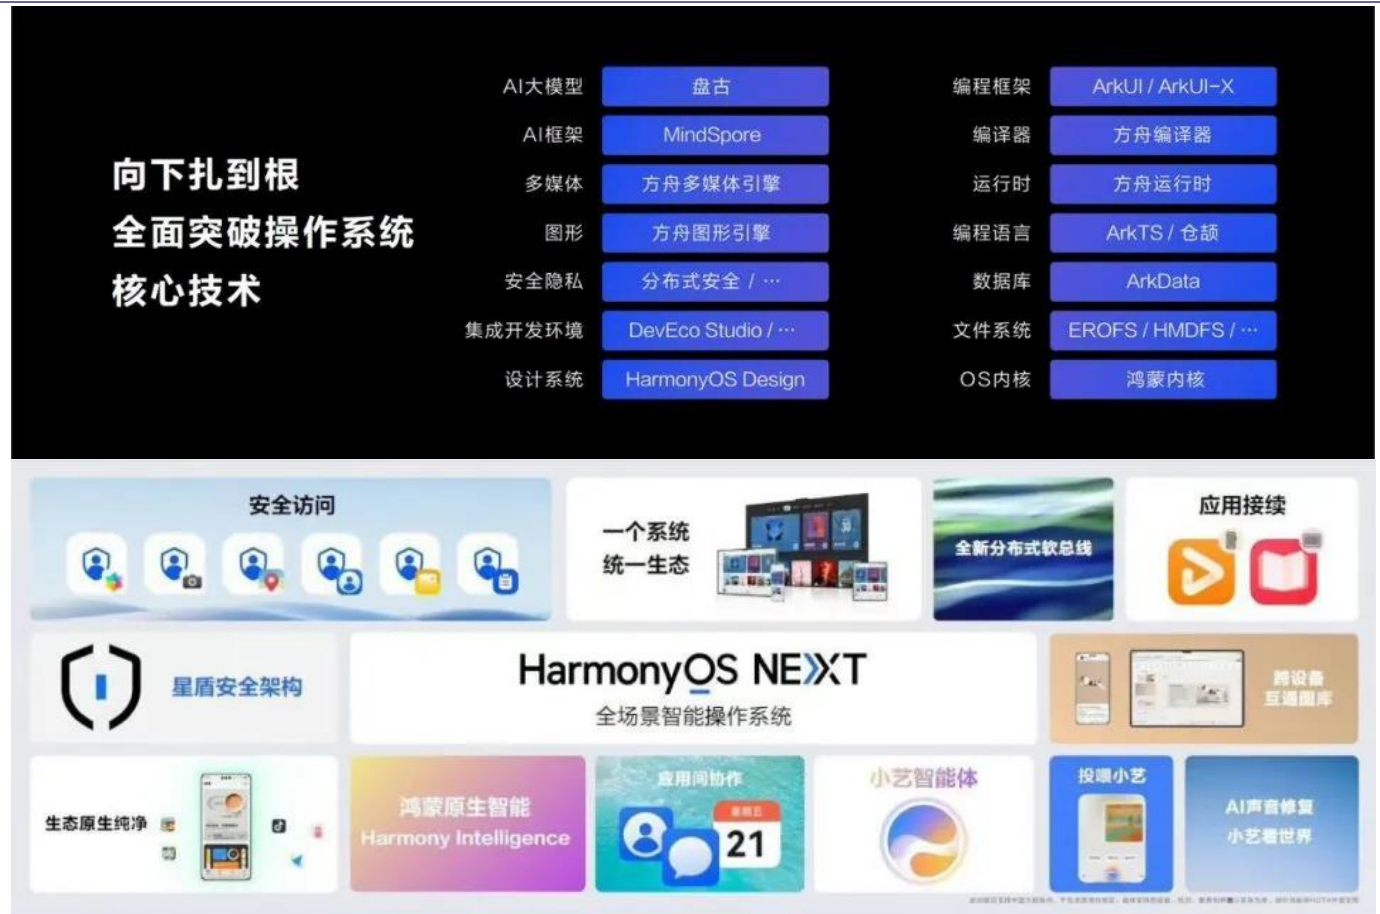 向下扎到根
全面突破操作系统
核心技术
AI大模型 盘古
AI框架 MindSpore
多媒体 方舟多媒体引擎
图形 方舟图形引擎
安全隐私 分布式安全 / ···
集成开发环境 DevEco Studio / ···
设计系统 HarmonyOS Design
编程框架 ArkUI / ArkUI-X
编译器 方舟编译器
运行时 方舟运行时
编程语言 ArkTS / 仓颉
数据库 ArkData
文件系统 EROFS / HMDFS / ···
OS内核 鸿蒙内核
安全访问
一个系统
统一生态
全新分布式软总线
应用接续
星盾安全架构
HarmonyOS NEXT
全场景智能操作系统
跨设备
互通图库
生态原生纯净
鸿蒙原生智能
Harmony Intelligence
应用间协作
星期五
21
小艺智能体
投喂小艺
AI声音修复
小艺看世界